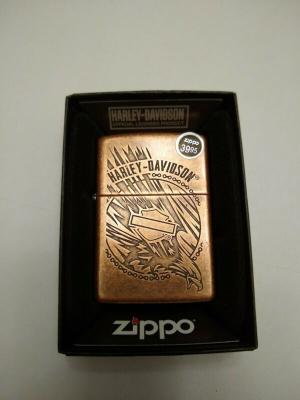 HARLEY-DAVIDSON
OFFICIAL LICENSED PRODUCT
zippo
39.95
HARLEY-DAVIDSON®
zippo